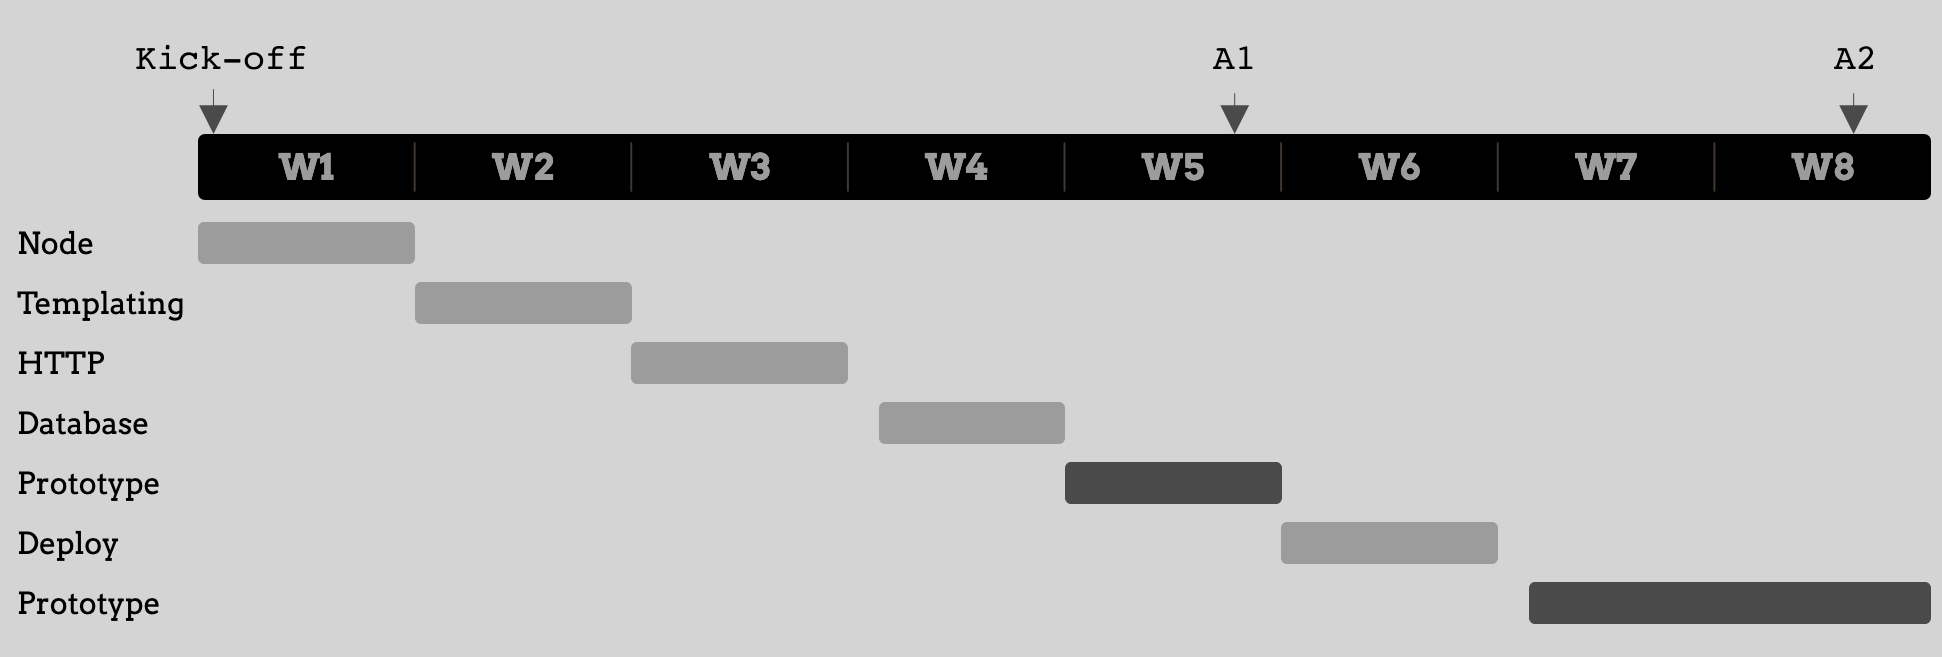 Kick-off A1 A2
W1 W2 W3 W4 W5 W6 W7 W8
Node
Templating
HTTP
Database
Prototype
Deploy
Prototype